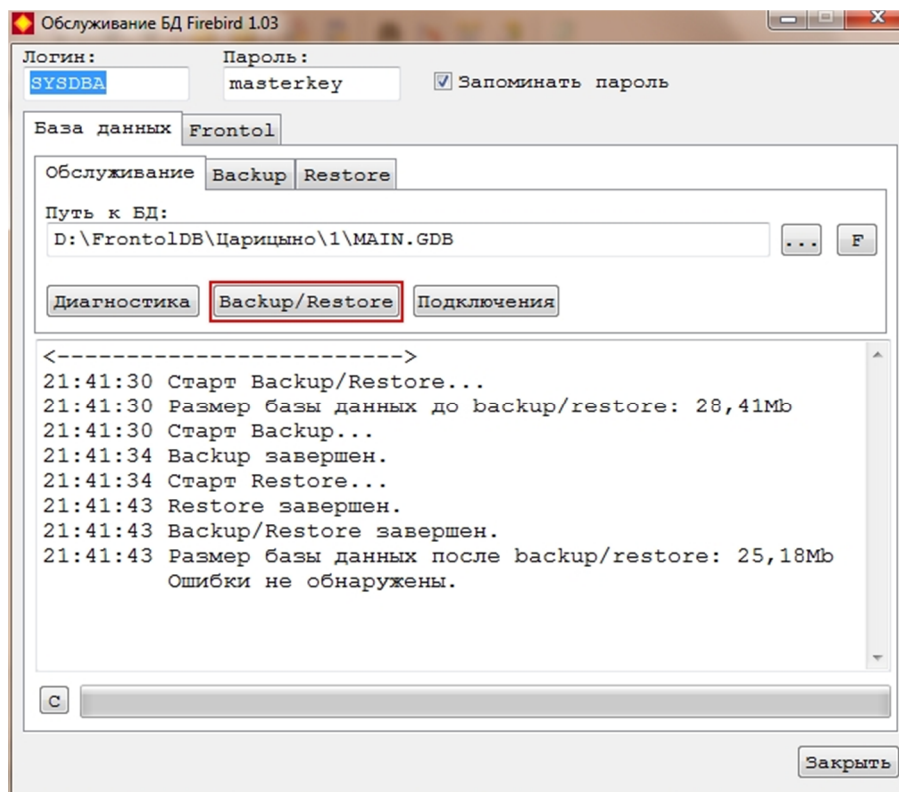 Обслуживание БД Firebird 1.03
Логин: Пароль:
SYSDBA masterkey Запоминать пароль
База данных Frontol
Обслуживание Backup Restore
Путь к БД:
D:\FrontolDB\Царицыно\1\MAIN.GDB ... F
Диагностика Backup/Restore Подключения
<------------------------->
21:41:30 Старт Backup/Restore...
21:41:30 Размер базы данных до backup/restore: 28,41Mb
21:41:30 Старт Backup...
21:41:34 Backup завершен.
21:41:34 Старт Restore...
21:41:43 Restore завершен.
21:41:43 Backup/Restore завершен.
21:41:43 Размер базы данных после backup/restore: 25,18Mb
Ошибки не обнаружены.
C
Закрыть